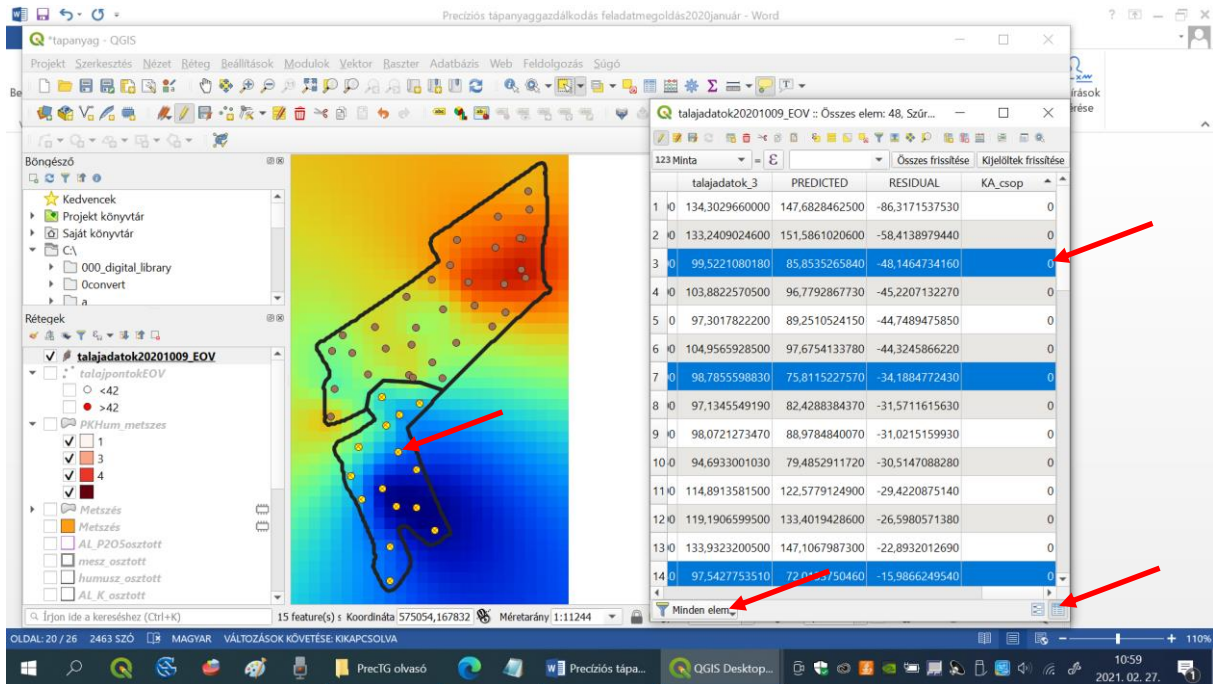 Precíziós tápanyaggazdálkodás feladatmegoldás2020január - Word
*tapanyag - QGIS
Projekt Szerkesztés Nézet Réteg Beállítások Modulok Vektor Raszter Adatbázis Web Feldolgozás Súgó
Böngésző
Kedvencek
Projekt könyvtár
Saját könyvtár
C:\
000_digital_library
0convert
a
Rétegek
talajadatok20201009_EOV
talajpontokEOV
<42
>42
PKHum_metszes
1
3
4
Metszés
Metszés
AL_P2O5osztott
mesz_osztott
humusz_osztott
AL_K_osztott
Írjon ide a kereséshez (Ctrl+K) 15 feature(s) s Koordináta 575054,167832 Méretarány 1:11244
talajadatok20201009_EOV :: Összes elem: 48, Szűr...
123 Minta = ε Összes frissítése Kijelöltek frissítése
talajadatok_3 PREDICTED RESIDUAL KA_csop
1 134,3029660000 147,6828462500 -86,3171537530 0
2 133,2409024600 151,5861020600 -58,4138979440 0
3 99,5221080180 85,8535265840 -48,1464734160 0
4 103,8822570500 96,7792867730 -45,2207132270 0
5 97,3017822200 89,2510524150 -44,7489475850 0
6 104,9565928500 97,6754133780 -44,3245866220 0
7 98,7855598830 75,8115227570 -34,1884772430 0
8 97,1345549190 82,4288384370 -31,5711615630 0
9 98,0721273470 88,9784840070 -31,0215159930 0
10 94,6933001030 79,4852911720 -30,5147088280 0
11 114,8913581500 122,5779124900 -29,4220875140 0
12 119,1906599500 133,4019428600 -26,5980571380 0
13 133,9323200500 147,1067987300 -22,8932012690 0
14 97,5427753510 -15,9866249540 0
Minden elem
írások
rése
OLDAL: 20 / 26 2463 SZÓ MAGYAR VÁLTOZÁSOK KÖVETÉSE: KIKAPCSOLVA 110%
PrecTG olvasó Precíziós tápa... QGIS Desktop... 10:59
2021. 02. 27.